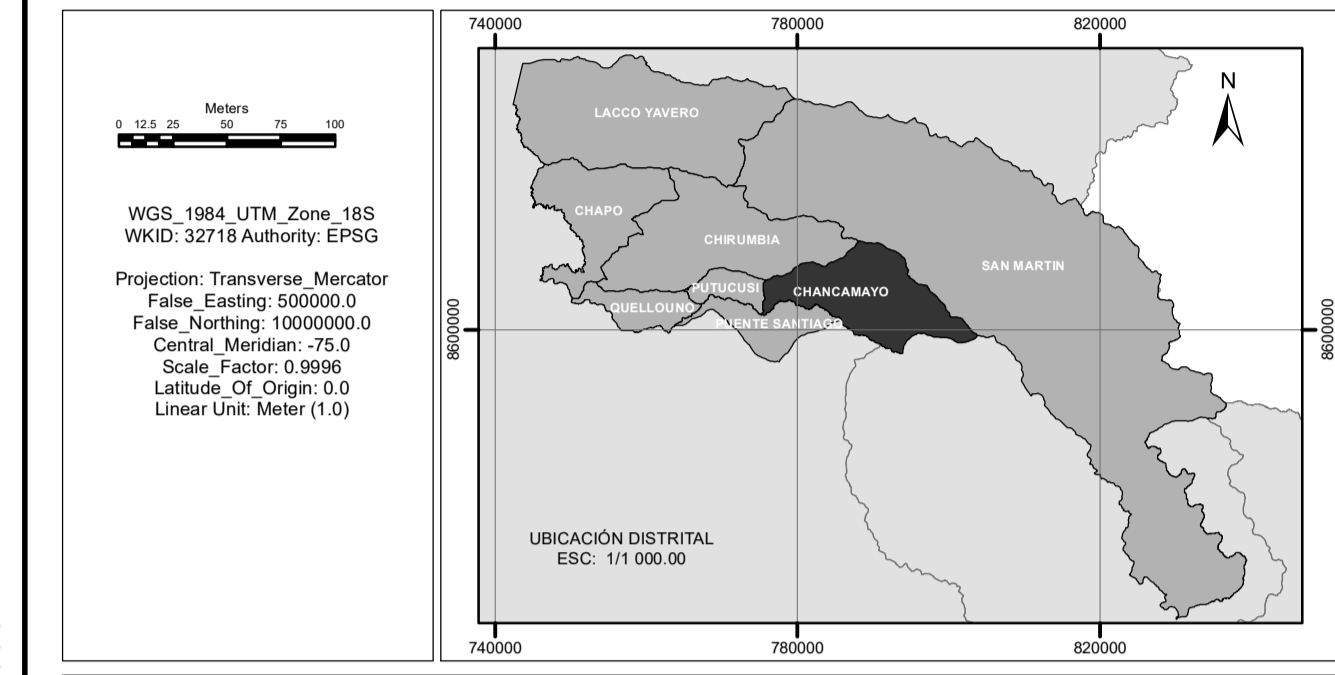 Meters
0 12.5 25 50 75 100
WGS_1984_UTM_Zone_18S
WKID: 32718 Authority: EPSG
Projection: Transverse_Mercator
False_Easting: 500000.0
False_Northing: 10000000.0
Central_Meridian: -75.0
Scale_Factor: 0.9996
Latitude_Of_Origin: 0.0
Linear Unit: Meter (1.0)
740000 780000 820000
N
LACCO YAVERO
CHAPO
CHIRUMBIA
SAN MARTIN
PUTUCUSI
CHANCAMAYO
QUELLOUNO
PUENTE SANTIAGO
8600000
8600000
UBICACIÓN DISTRITAL
ESC: 1/1 000.00
740000 780000 820000